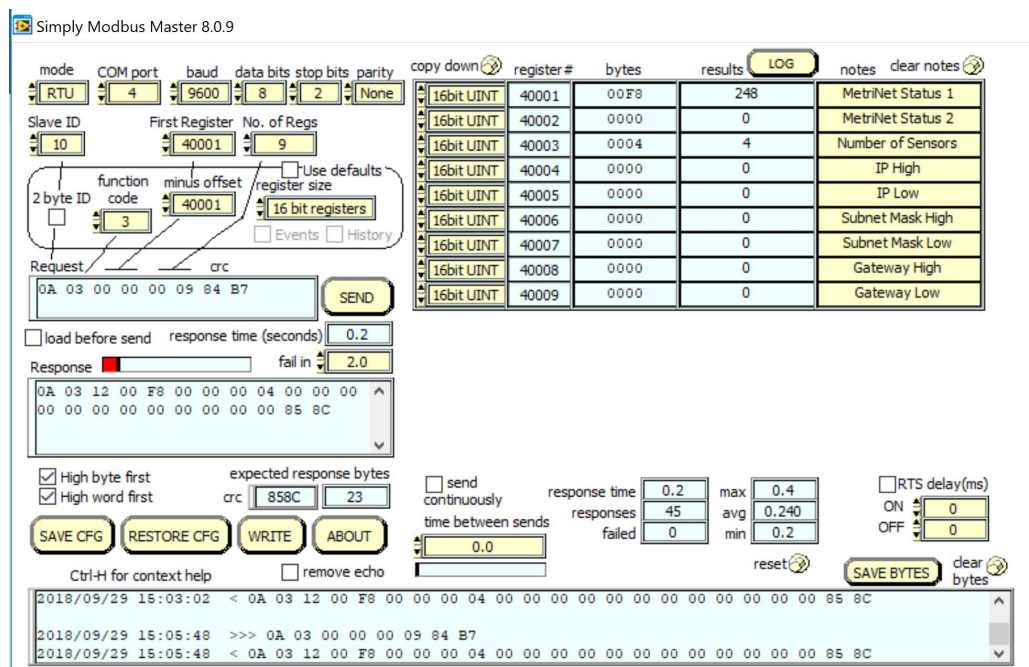 Simply Modbus Master 8.0.9
mode COM port baud data bits stop bits parity
RTU 4 9600 8 2 None
Slave ID First Register No. of Regs
10 40001 9
Use defaults
2 byte ID function code minus offset register size
3 40001 16 bit registers
Events History
Request crc
0A 03 00 00 00 09 84 B7
SEND
load before send response time (seconds) 0.2
Response fail in 2.0
0A 03 12 00 F8 00 00 00 04 00 00 00
00 00 00 00 00 00 00 00 00 85 8C
High byte first expected response bytes
High word first crc 858C 23
SAVE CFG RESTORE CFG WRITE ABOUT
Ctrl-H for context help remove echo
copy down register# bytes results LOG notes clear notes
16bit UINT 40001 00F8 248 MetriNet Status 1
16bit UINT 40002 0000 0 MetriNet Status 2
16bit UINT 40003 0004 4 Number of Sensors
16bit UINT 40004 0000 0 IP High
16bit UINT 40005 0000 0 IP Low
16bit UINT 40006 0000 0 Subnet Mask High
16bit UINT 40007 0000 0 Subnet Mask Low
16bit UINT 40008 0000 0 Gateway High
16bit UINT 40009 0000 0 Gateway Low
send continuously
time between sends
0.0
response time 0.2 max 0.4
responses 45 avg 0.240
failed 0 min 0.2
reset
RTS delay(ms)
ON 0
OFF 0
SAVE BYTES clear bytes
2018/09/29 15:03:02 < 0A 03 12 00 F8 00 00 00 04 00 00 00 00 00 00 00 00 00 00 00 00 85 8C
2018/09/29 15:05:48 >>> 0A 03 00 00 00 09 84 B7
2018/09/29 15:05:48 < 0A 03 12 00 F8 00 00 00 04 00 00 00 00 00 00 00 00 00 00 00 00 85 8C